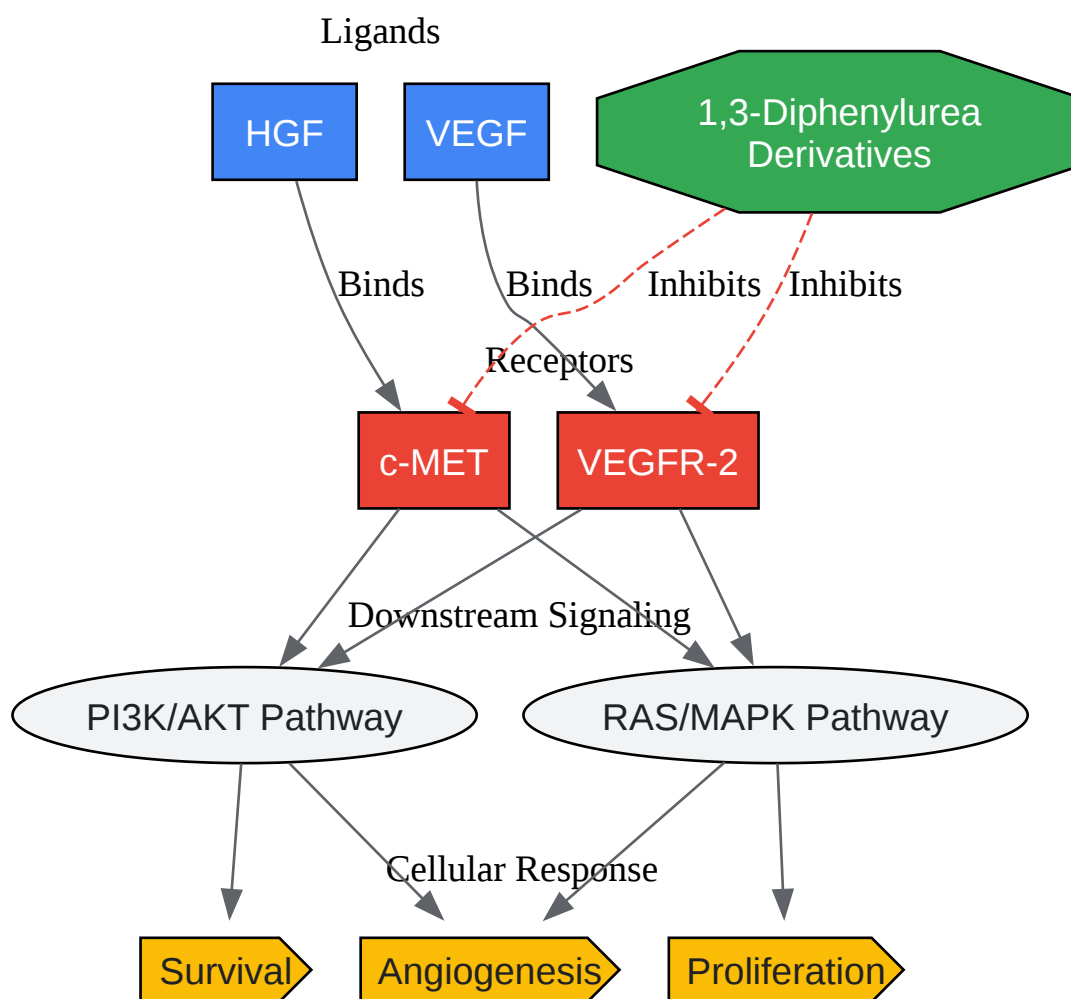 Ligands
HGF
VEGF
1,3-Diphenylurea
Derivatives
Binds
Binds
Inhibits
Inhibits
Receptors
c-MET
VEGFR-2
Downstream Signaling
PI3K/AKT Pathway
RAS/MAPK Pathway
Cellular Response
Survival
Angiogenesis
Proliferation